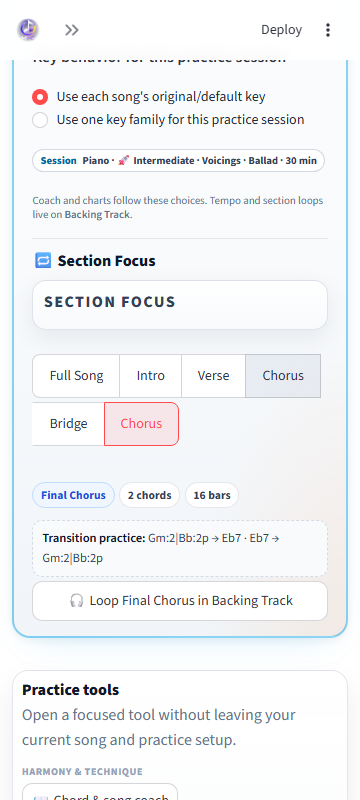 Deploy
Key behavior for this practice session
Use each song's original/default key
Use one key family for this practice session
Session Piano · 🚀 Intermediate · Voicings · Ballad · 30 min
Coach and charts follow these choices. Tempo and section loops
live on Backing Track.
🔁 Section Focus
SECTION FOCUS
Full Song
Intro
Verse
Chorus
Bridge
Chorus
Final Chorus
2 chords
16 bars
Transition practice: Gm:2|Bb:2p → Eb7 · Eb7 →
Gm:2|Bb:2p
🎧 Loop Final Chorus in Backing Track
Practice tools
Open a focused tool without leaving your
current song and practice setup.
HARMONY & TECHNIQUE
📖 Chord & song coach